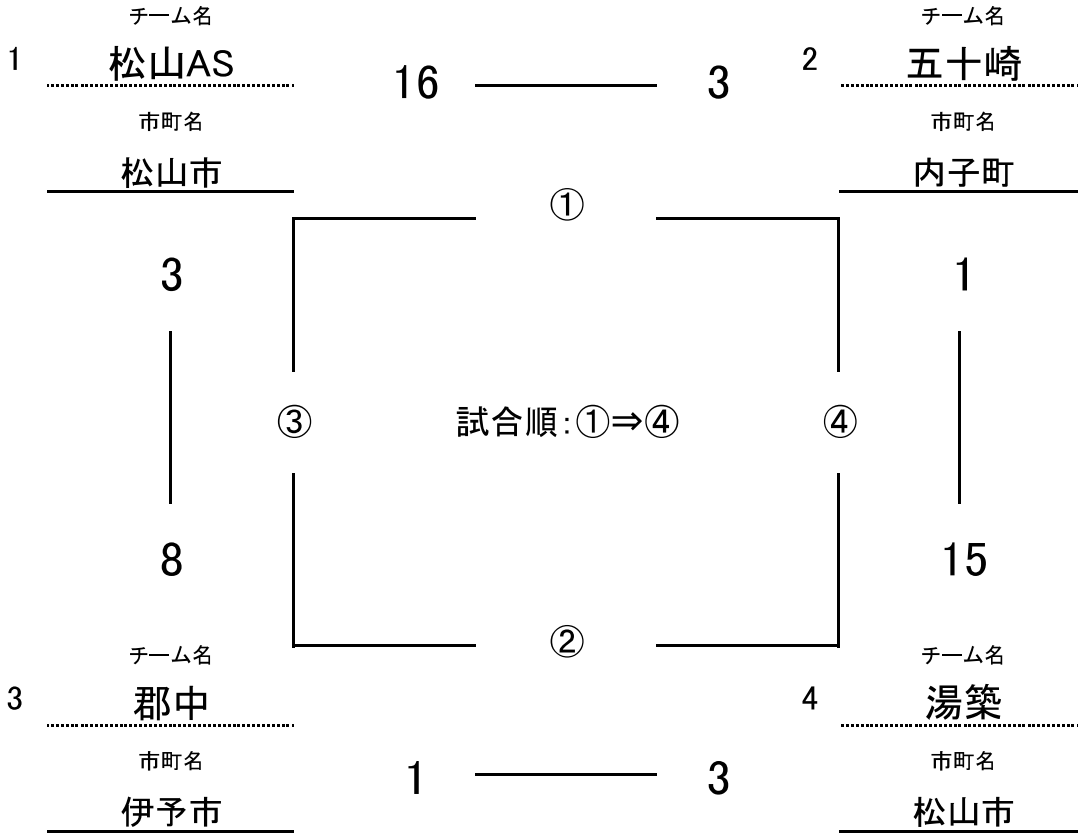 チーム名 チーム名
1 松山AS 16 3 2 五十崎
市町名 市町名
松山市 内子町
①
3 1
③ 試合順:①⇒④ ④
8 15
②
チーム名 チーム名
3 郡中 4 湯築
市町名 市町名
1 3
伊予市 松山市